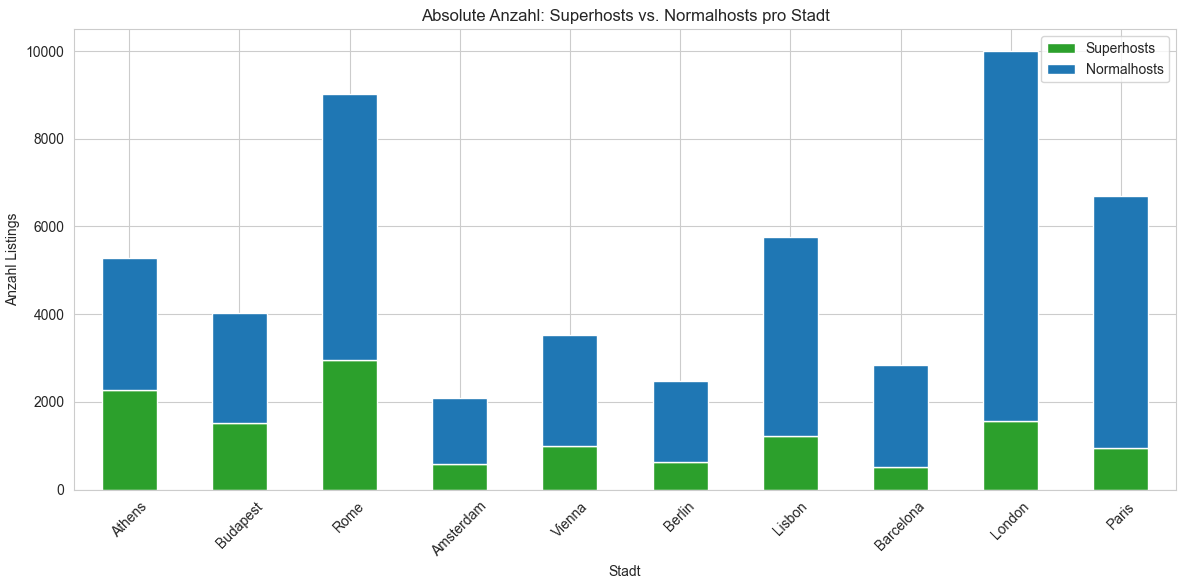 Absolute Anzahl: Superhosts vs. Normalhosts pro Stadt
Superhosts
Normalhosts
Anzahl Listings
10000
8000
6000
4000
2000
0
Athens
Budapest
Rome
Amsterdam
Vienna
Berlin
Lisbon
Barcelona
London
Paris
Stadt